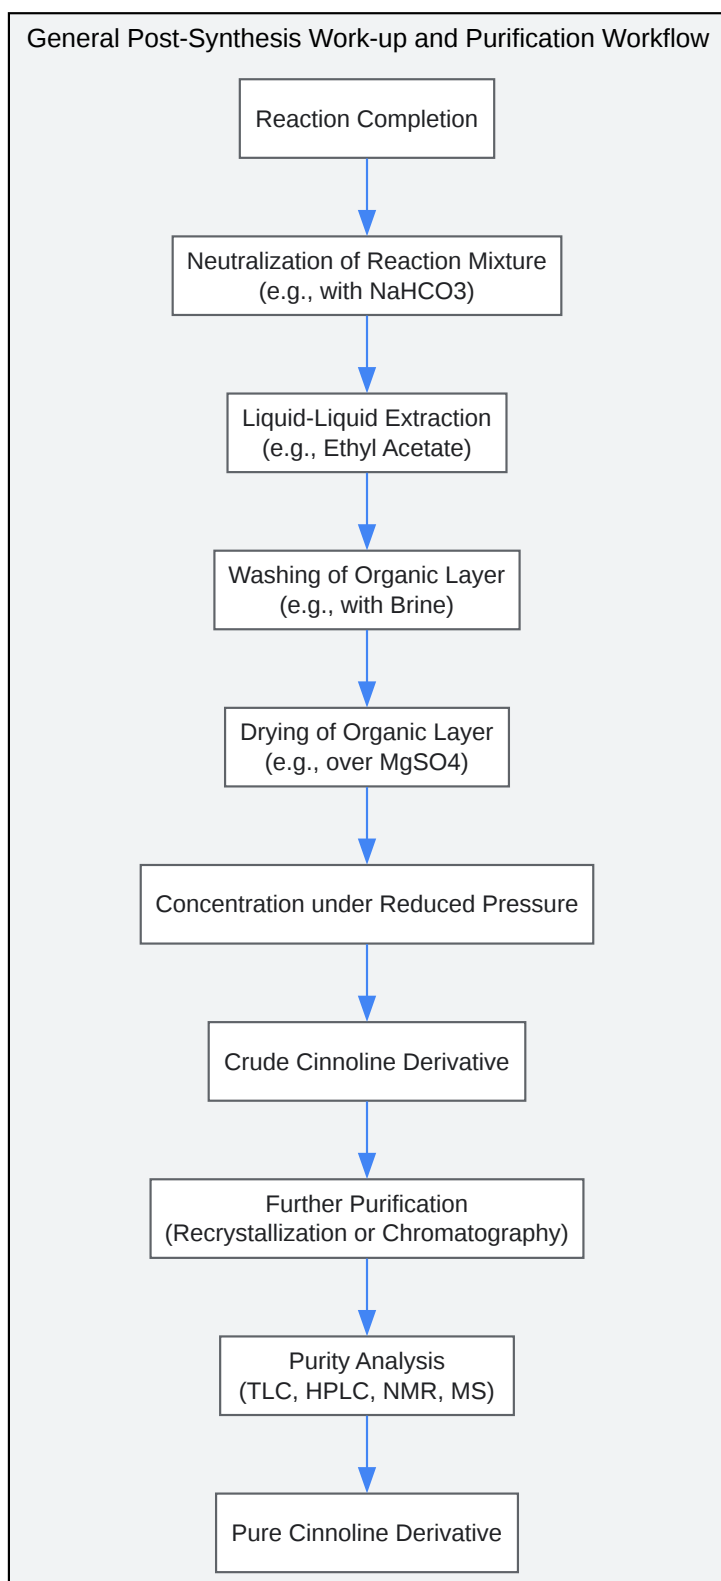 General Post-Synthesis Work-up and Purification Workflow
Reaction Completion
Neutralization of Reaction Mixture
(e.g., with NaHCO3)
Liquid-Liquid Extraction
(e.g., Ethyl Acetate)
Washing of Organic Layer
(e.g., with Brine)
Drying of Organic Layer
(e.g., over MgSO4)
Concentration under Reduced Pressure
Crude Cinnoline Derivative
Further Purification
(Recrystallization or Chromatography)
Purity Analysis
(TLC, HPLC, NMR, MS)
Pure Cinnoline Derivative